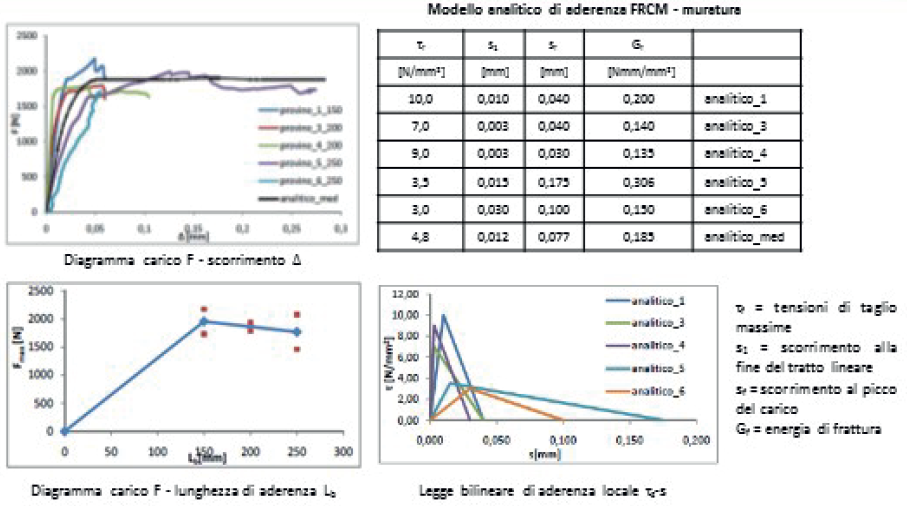 Modello analitico di aderenza FRCM - muratura
2500
2000
1500
1000
500
0
F [N]
0 0,05 0,1 0,15 0,2 0,25 0,3
Δ [mm]
provino_1_150
provino_3_200
provino_4_200
provino_5_250
provino_6_250
analitico_med
Diagramma carico F - scorrimento Δ
τf s1 sf Gf
[N/mm²] [mm] [mm] [Nmm/mm²]
10,0 0,010 0,040 0,200 analitico_1
7,0 0,003 0,040 0,140 analitico_3
9,0 0,003 0,030 0,135 analitico_4
3,5 0,015 0,175 0,306 analitico_5
3,0 0,030 0,100 0,150 analitico_6
4,8 0,012 0,077 0,185 analitico_med
2500
2000
1500
1000
500
0
Fmax [N]
0 50 100 150 200 250 300
Lb[mm]
Diagramma carico F - lunghezza di aderenza Lb
12,00
10,00
8,00
6,00
4,00
2,00
0,00
τ [N/mm²]
0,000 0,050 0,100 0,150 0,200
s[mm]
analitico_1
analitico_3
analitico_4
analitico_5
analitico_6
Legge bilineare di aderenza locale τf-s
τf = tensioni di taglio
massime
s1 = scorrimento alla
fine del tratto lineare
sf = scorrimento al picco
del carico
Gf = energia di frattura